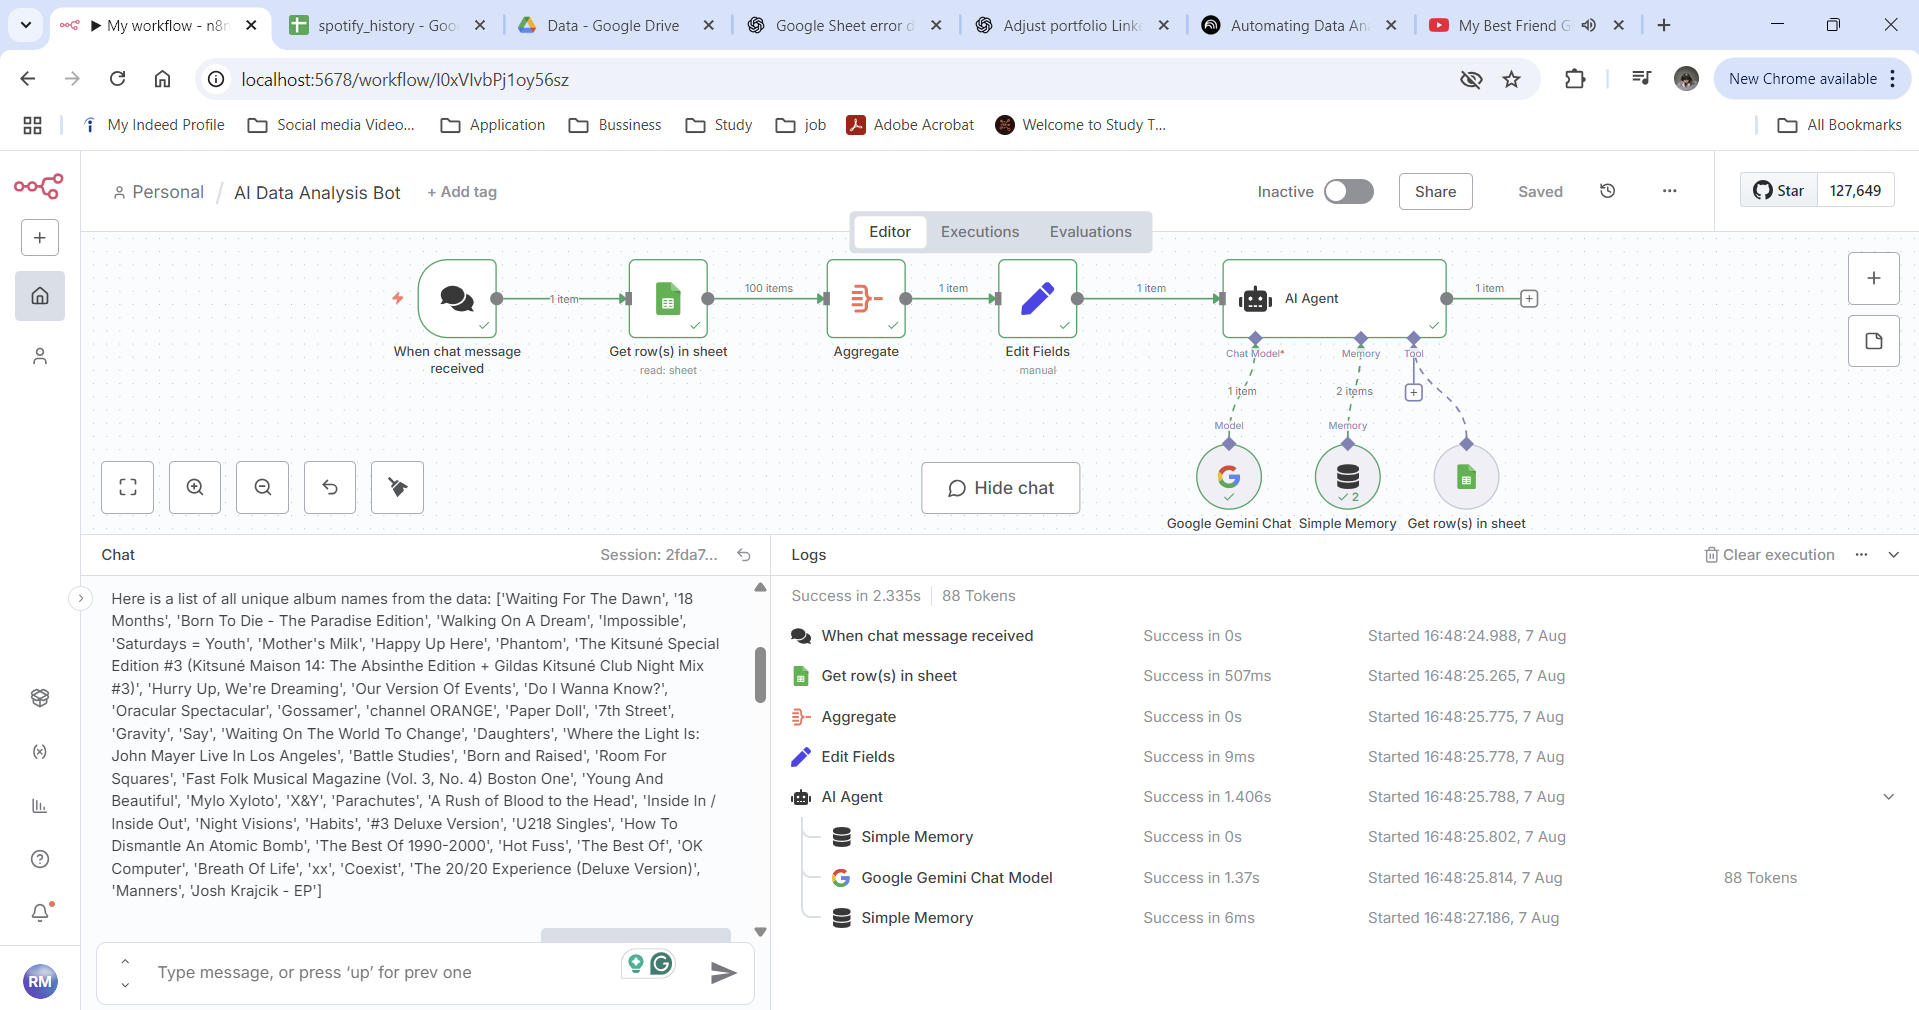 My workflow - n8n
spotify_history - Goo
Data - Google Drive
Google Sheet error d
Adjust portfolio Linke
Automating Data An
My Best Friend G
localhost:5678/workflow/I0xVIvbPj1oy56sz
New Chrome available
My Indeed Profile
Social media Video...
Application
Bussiness
Study
job
Adobe Acrobat
Welcome to Study T...
All Bookmarks
Personal / AI Data Analysis Bot
+ Add tag
Inactive
Share
Saved
Star
127,649
Editor
Executions
Evaluations
1 item
100 items
1 item
1 item
AI Agent
1 item
When chat message
received
Get row(s) in sheet
read: sheet
Aggregate
Edit Fields
manual
Chat Model*
Memory
Tool
1 item
2 items
Model
Memory
2
Google Gemini Chat
Simple Memory
Get row(s) in sheet
Hide chat
Chat
Session: 2fda7...
Here is a list of all unique album names from the data: ['Waiting For The Dawn', '18
Months', 'Born To Die - The Paradise Edition', 'Walking On A Dream', 'Impossible',
'Saturdays = Youth', 'Mother's Milk', 'Happy Up Here', 'Phantom', 'The Kitsuné Special
Edition #3 (Kitsuné Maison 14: The Absinthe Edition + Gildas Kitsuné Club Night Mix
#3)', 'Hurry Up, We're Dreaming', 'Our Version Of Events', 'Do I Wanna Know?',
'Oracular Spectacular', 'Gossamer', 'channel ORANGE', 'Paper Doll', '7th Street',
'Gravity', 'Say', 'Waiting On The World To Change', 'Daughters', 'Where the Light Is:
John Mayer Live In Los Angeles', 'Battle Studies', 'Born and Raised', 'Room For
Squares', 'Fast Folk Musical Magazine (Vol. 3, No. 4) Boston One', 'Young And
Beautiful', 'Mylo Xyloto', 'X&Y', 'Parachutes', 'A Rush of Blood to the Head', 'Inside In /
Inside Out', 'Night Visions', 'Habits', '#3 Deluxe Version', 'U218 Singles', 'How To
Dismantle An Atomic Bomb', 'The Best Of 1990-2000', 'Hot Fuss', 'The Best Of', 'OK
Computer', 'Breath Of Life', 'xx', 'Coexist', 'The 20/20 Experience (Deluxe Version)',
'Manners', 'Josh Krajcik - EP']
Type message, or press ‘up’ for prev one
RM
Logs
Clear execution
Success in 2.335s
88 Tokens
When chat message received Success in 0s Started 16:48:24.988, 7 Aug
Get row(s) in sheet Success in 507ms Started 16:48:25.265, 7 Aug
Aggregate Success in 0s Started 16:48:25.775, 7 Aug
Edit Fields Success in 9ms Started 16:48:25.778, 7 Aug
AI Agent Success in 1.406s Started 16:48:25.788, 7 Aug
Simple Memory Success in 0s Started 16:48:25.802, 7 Aug
Google Gemini Chat Model Success in 1.37s Started 16:48:25.814, 7 Aug 88 Tokens
Simple Memory Success in 6ms Started 16:48:27.186, 7 Aug